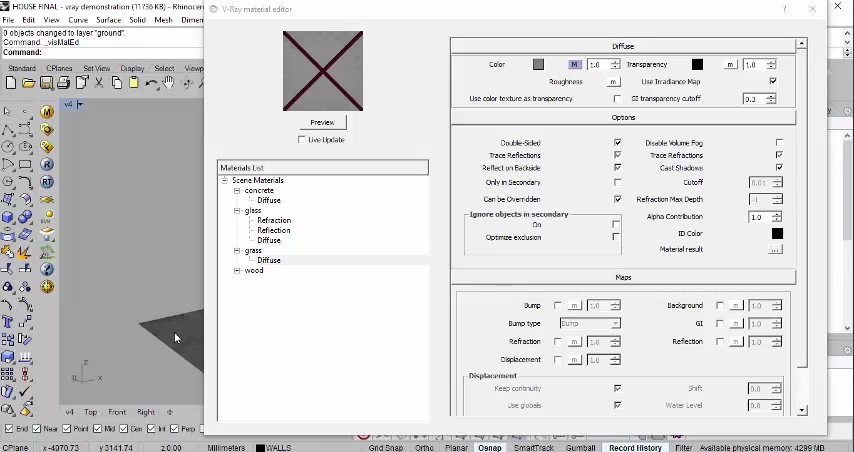 HOUSE FINAL - vray demonstration (11736 KB) - Rhinocer
V-Ray material editor
File Edit View Curve Surface Solid Mesh Dimen
0 objects changed to layer "ground".
Command: _visMatEd
Command:
Standard CPlanes Set View Display Select Viewp
v4
Preview
Live Update
Materials List
Scene Materials
concrete
Diffuse
glass
Refraction
Reflection
Diffuse
grass
Diffuse
wood
Diffuse
Color M 1.0 Transparency m 1.0
Roughness m Use Irradiance Map
Use color texture as transparency GI transparency cutoff 0.3
Options
Double-Sided Disable Volume Fog
Trace Reflections Trace Refractions
Reflect on Backside Cast Shadows
Only in Secondary Cutoff 0.01
Can be Overridden Refraction Max Depth -1
Ignore objects in secondary Alpha Contribution 1.0
On ID Color
Optimize exclusion Material result ...
Maps
Bump m 1.0 Background m 1.0
Bump type Bump GI m 1.0
Refraction m 1.0 Reflection m 1.0
Displacement m 1.0
Displacement
Keep continuity Shift 0.0
Use globals Water Level 0.0
z
x
v4 Top Front Right
End Near Point Mid Cen Int Perp
CPlane x -4070.73 y 3141.74 z 0.00 Millimeters WALLS Grid Snap Ortho Planar Osnap SmartTrack Gumball Record History Filter Available physical memory: 4299 MB